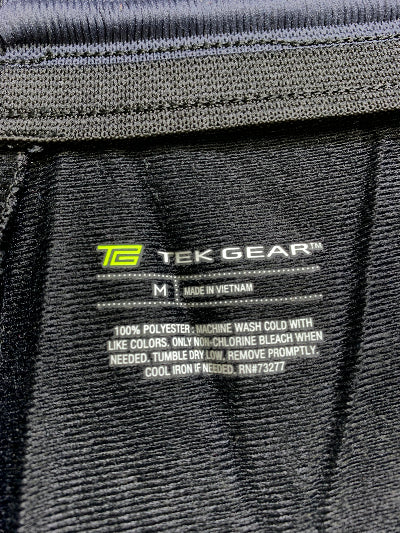 TG TEK GEAR™
M MADE IN VIETNAM
100% POLYESTER: MACHINE WASH COLD WITH
LIKE COLORS. ONLY NON-CHLORINE BLEACH WHEN
NEEDED. TUMBLE DRY LOW. REMOVE PROMPTLY.
COOL IRON IF NEEDED. RN#73277